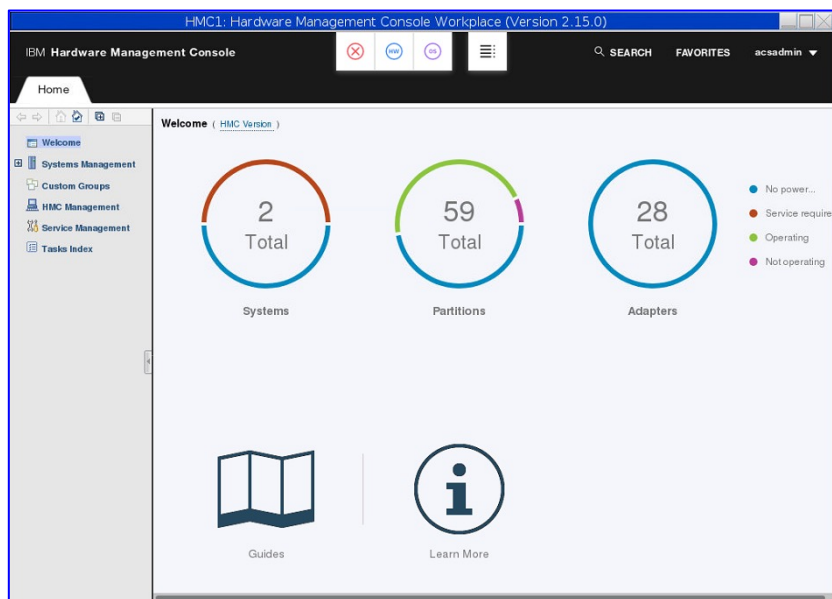 HMC1: Hardware Management Console Workplace (Version 2.15.0)
IBM Hardware Management Console
HW
OS
SEARCH
FAVORITES
acsadmin
Home
Welcome
Systems Management
Custom Groups
HMC Management
Service Management
Tasks Index
Welcome ( HMC Version )
2
Total
Systems
59
Total
Partitions
28
Total
Adapters
No power...
Service require
Operating
Not operating
Guides
Learn More